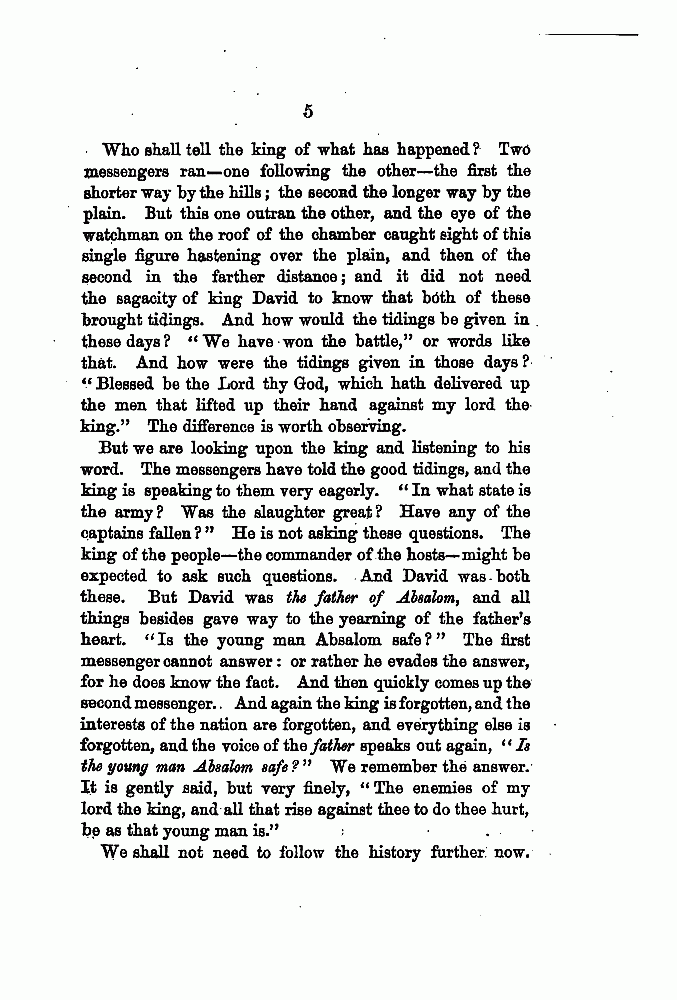 5
Who shall tell the king of what has happened? Two
messengers ran—one following the other—the first the
shorter way by the hills; the second the longer way by the
plain. But this one outran the other, and the eye of the
watchman on the roof of the chamber caught sight of this
single figure hastening over the plain, and then of the
second in the farther distance; and it did not need
the sagacity of king David to know that both of these
brought tidings. And how would the tidings be given in
these days? "We have won the battle," or words like
that. And how were the tidings given in those days?
"Blessed be the Lord thy God, which hath delivered up
the men that lifted up their hand against my lord the
king." The difference is worth observing.
But we are looking upon the king and listening to his
word. The messengers have told the good tidings, and the
king is speaking to them very eagerly. "In what state is
the army? Was the slaughter great? Have any of the
captains fallen?" He is not asking these questions. The
king of the people—the commander of the hosts—might be
expected to ask such questions. And David was both
these. But David was the father of Absalom, and all
things besides gave way to the yearning of the father's
heart. "Is the young man Absalom safe?" The first
messenger cannot answer: or rather he evades the answer,
for he does know the fact. And then quickly comes up the
second messenger. And again the king is forgotten, and the
interests of the nation are forgotten, and everything else is
forgotten, and the voice of the father speaks out again, "Is
the young man Absalom safe?" We remember the answer.
It is gently said, but very finely, "The enemies of my
lord the king, and all that rise against thee to do thee hurt,
be as that young man is."
We shall not need to follow the history further now.